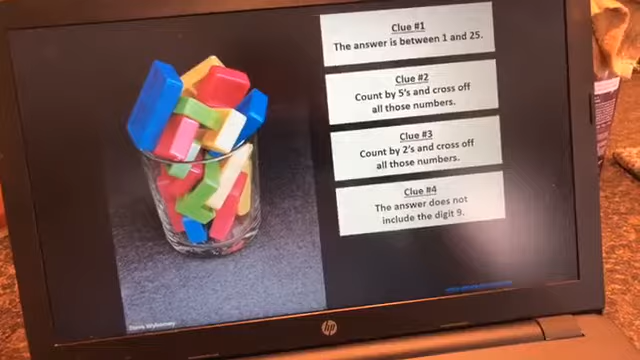 Clue #1
The answer is between 1 and 25.
Clue #2
Count by 5's and cross off
all those numbers.
Clue #3
Count by 2's and cross off
all those numbers.
Clue #4
The answer does not
include the digit 9.
Steve Wyborney
hp